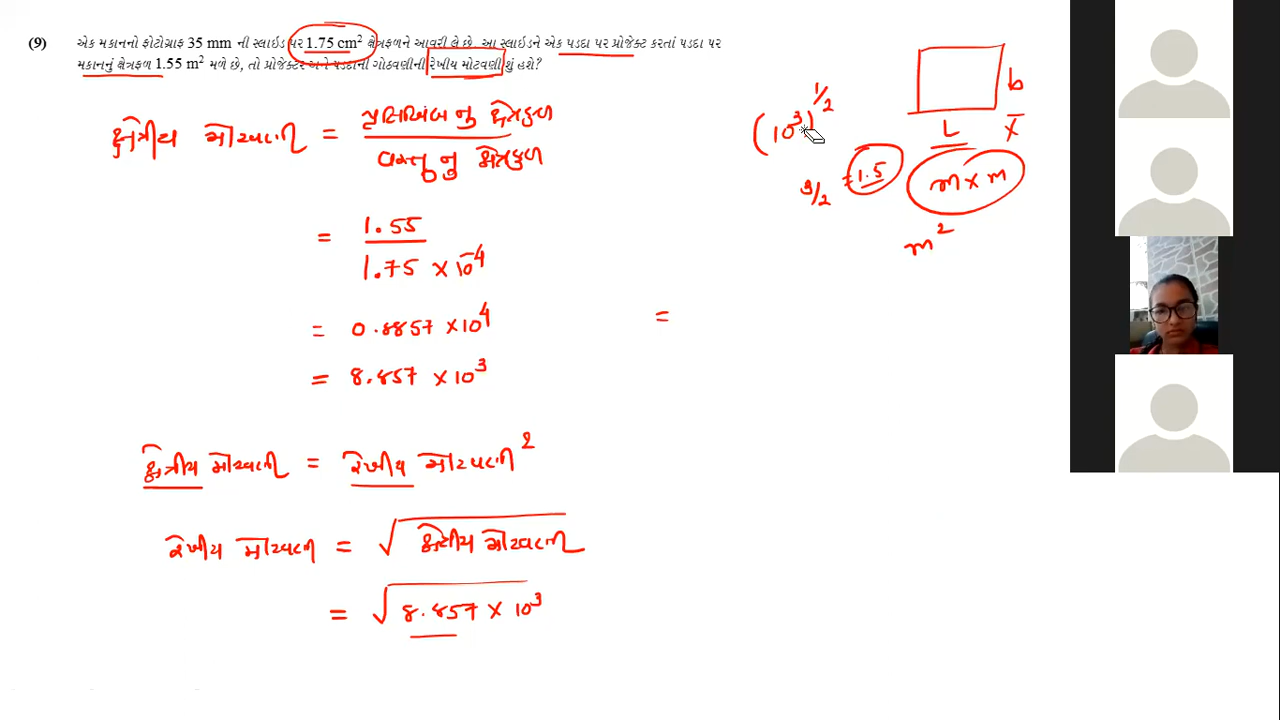 (9) એક મકાનનો ફોટોગ્રાફ 35 mm ની સ્લાઇડ પર 1.75 cm² ક્ષેત્રફળને આવરી લે છે. આ સ્લાઇડને એક પડદા પર પ્રોજેક્ટ કરતાં પડદા પર
મકાનનું ક્ષેત્રફળ 1.55 m² મળે છે, તો પ્રોજેક્ટર અને પડદાની ગોઠવણીની રેખીય મોટવણી શું હશે?
ક્ષેત્રીય મોટવણી = પ્રતિબિંબ નું ક્ષેત્રફળ / વસ્તુ નું ક્ષેત્રફળ
= 1.55 / 1.75 × 10⁻⁴
= 0.8857 × 10⁴
= 8.857 × 10³
ક્ષેત્રીય મોટવણી = રેખીય મોટવણી²
રેખીય મોટવણી = √ક્ષેત્રીય મોટવણી
= √8.857 × 10³
=
(10³)^1/2
3/2 = 1.5
b
L
m × m
m²